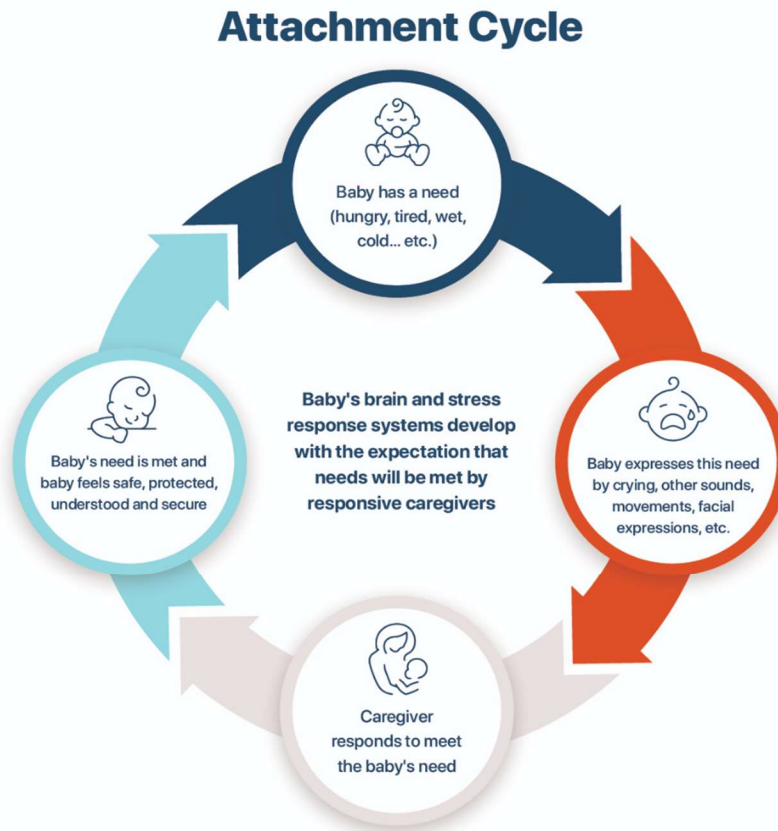 Attachment Cycle
Baby has a need
(hungry, tired, wet,
cold... etc.)
Baby expresses this need
by crying, other sounds,
movements, facial
expressions, etc.
Caregiver
responds to meet
the baby's need
Baby's need is met and
baby feels safe, protected,
understood and secure
Baby's brain and stress
response systems develop
with the expectation that
needs will be met by
responsive caregivers